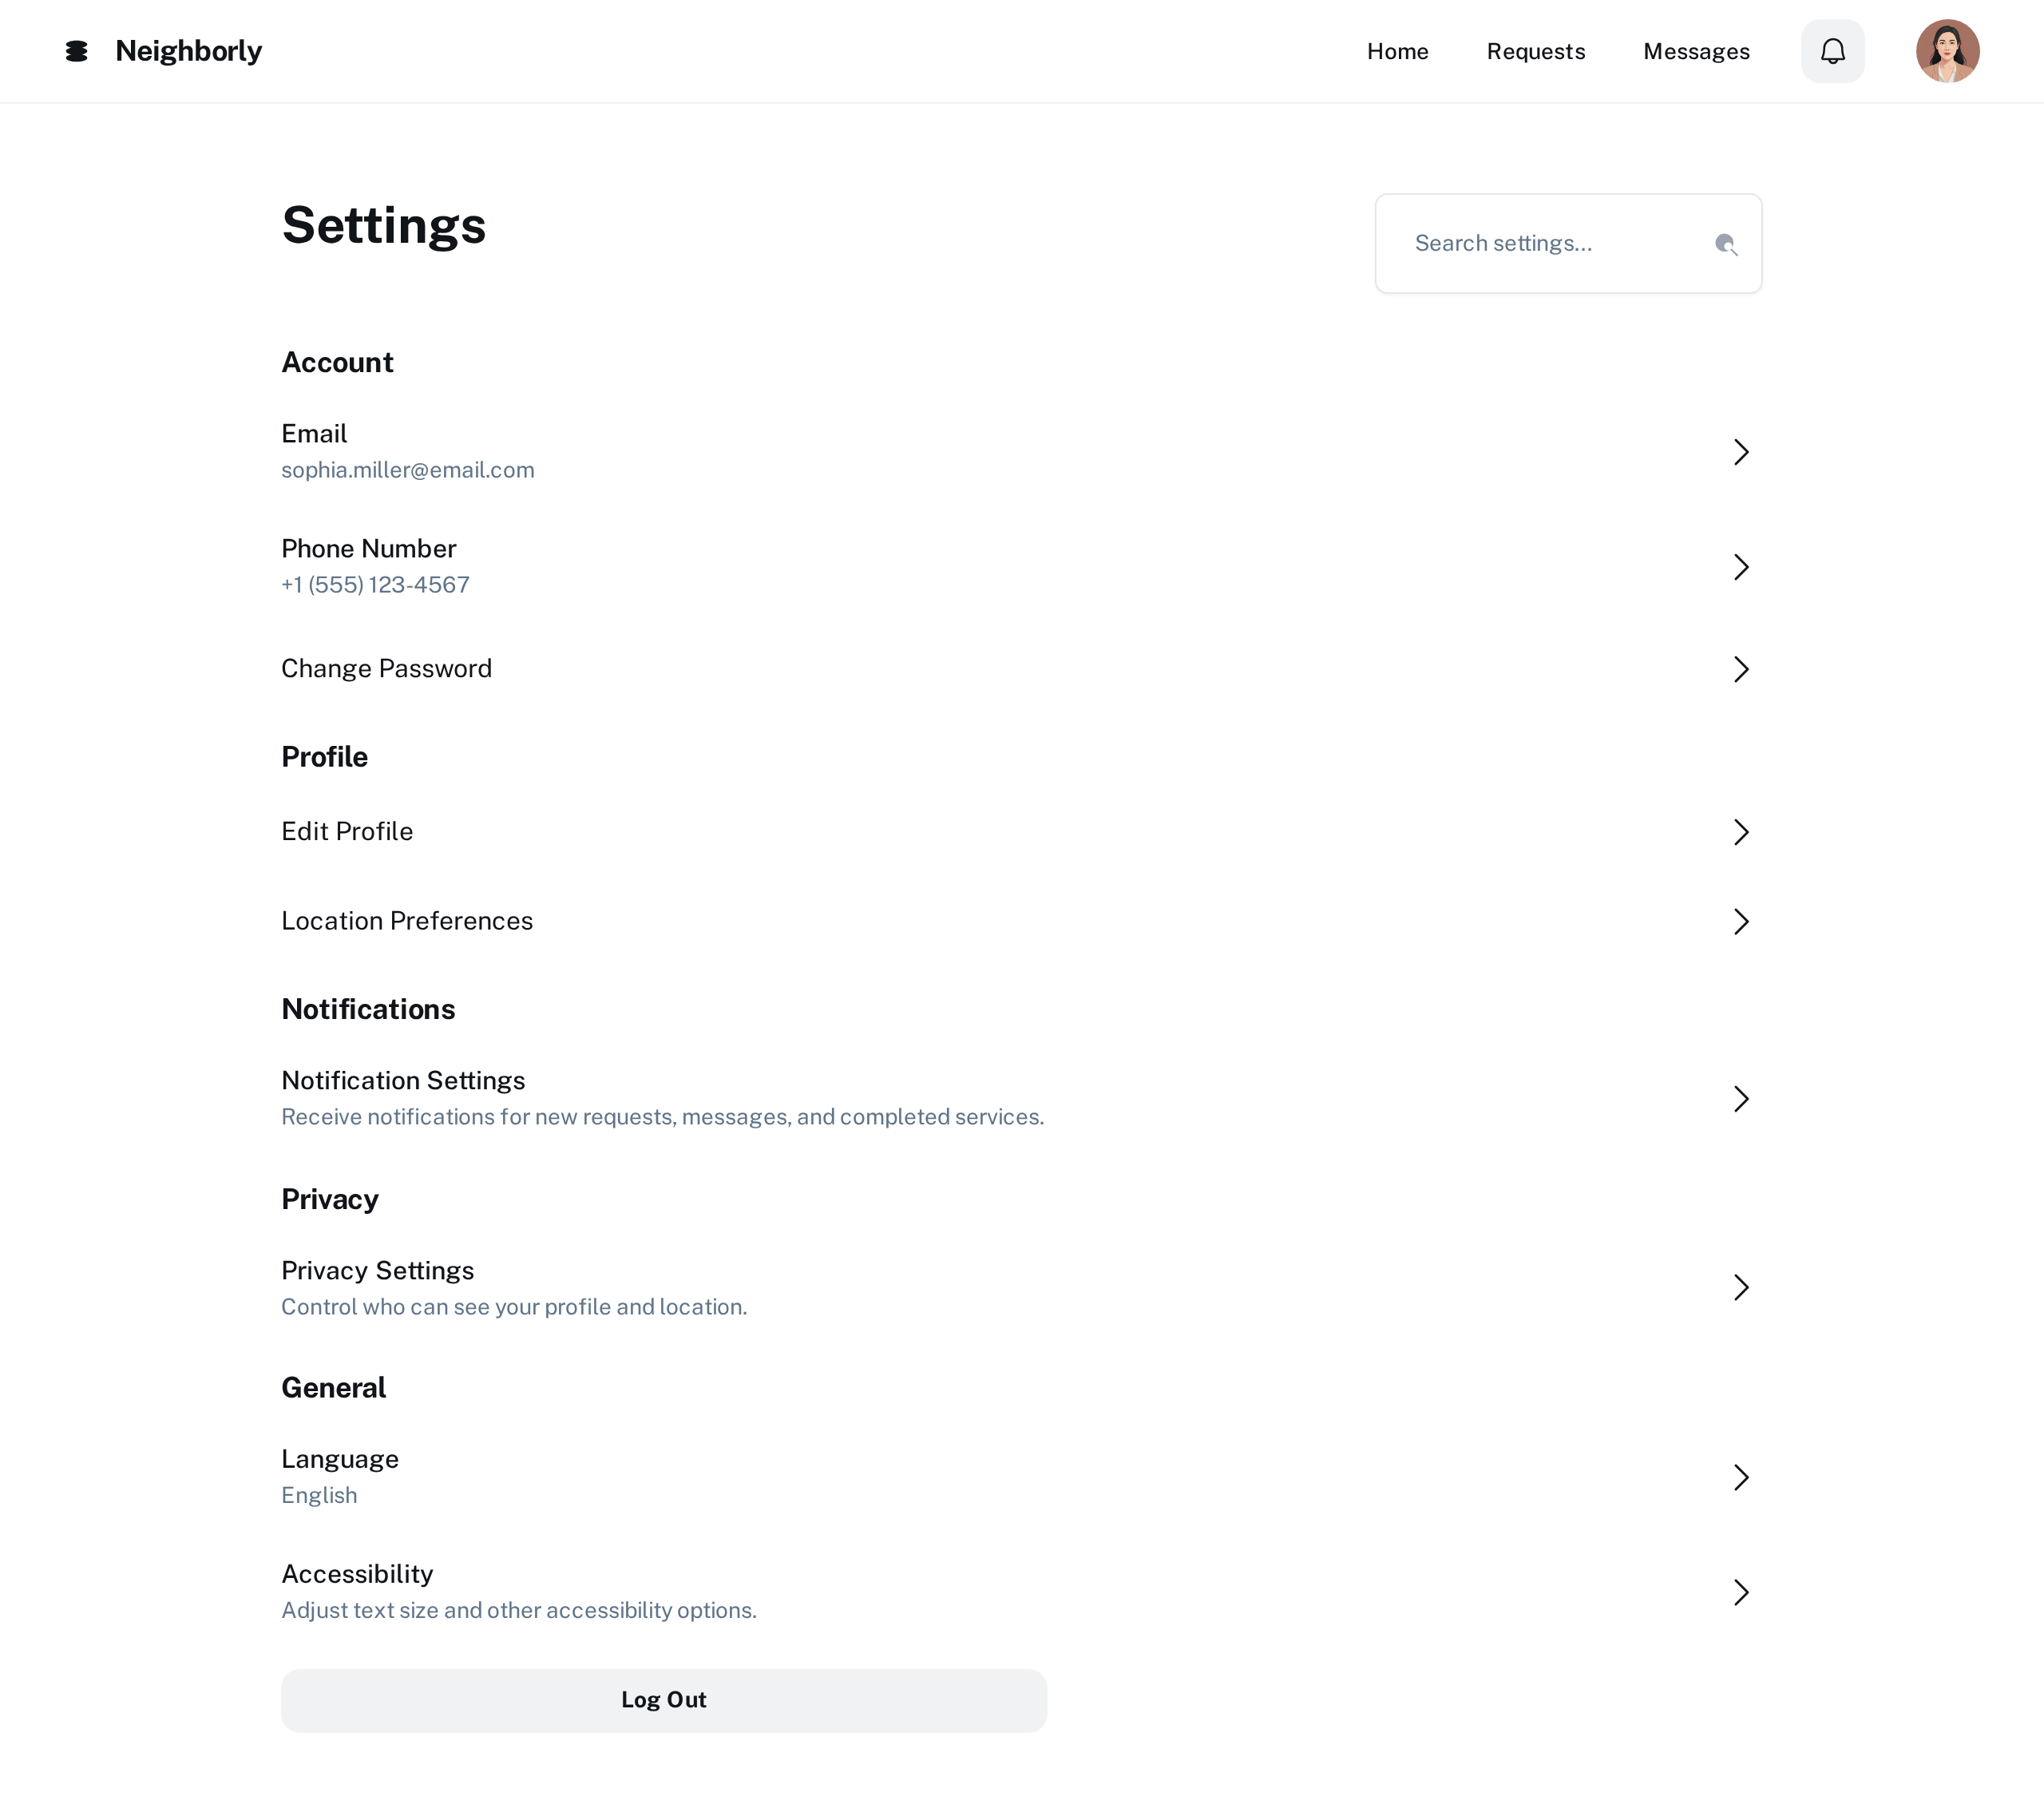 Neighborly
Home
Requests
Messages
Settings
Search settings...
Account
Email
sophia.miller@email.com
Phone Number
+1 (555) 123-4567
Change Password
Profile
Edit Profile
Location Preferences
Notifications
Notification Settings
Receive notifications for new requests, messages, and completed services.
Privacy
Privacy Settings
Control who can see your profile and location.
General
Language
English
Accessibility
Adjust text size and other accessibility options.
Log Out